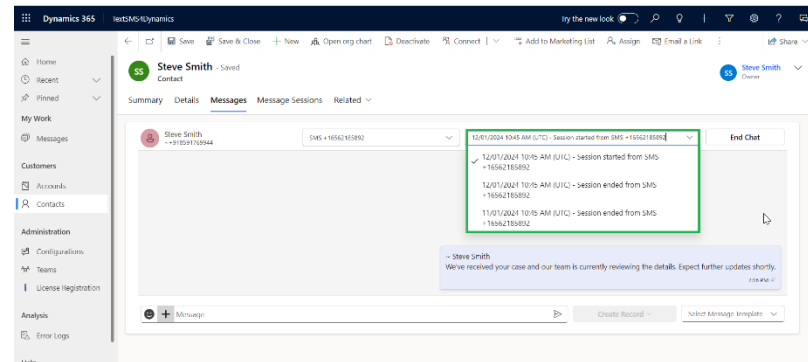 Dynamics 365
TextSMS4Dynamics
Try the new look
Save
Save & Close
New
Open org chart
Deactivate
Connect
Add to Marketing List
Assign
Email a Link
Share
Home
Recent
Pinned
My Work
Messages
Customers
Accounts
Contacts
Administration
Configurations
Teams
License Registration
Analysis
Error Logs
SS
Steve Smith - Saved
Contact
SS
Steve Smith
Owner
Summary Details Messages Message Sessions Related
Steve Smith
SMS +16562185892
12/01/2024 10:45 AM (UTC) - Session started from SMS +16562185892
End Chat
12/01/2024 10:45 AM (UTC) - Session started from SMS
+16562185892
12/01/2024 10:45 AM (UTC) - Session ended from SMS
+16562185892
11/01/2024 10:45 AM (UTC) - Session ended from SMS
+16562185892
~ Steve Smith
We've received your case and our team is currently reviewing the details. Expect further updates shortly.
Message
Create Record
Select Message Template